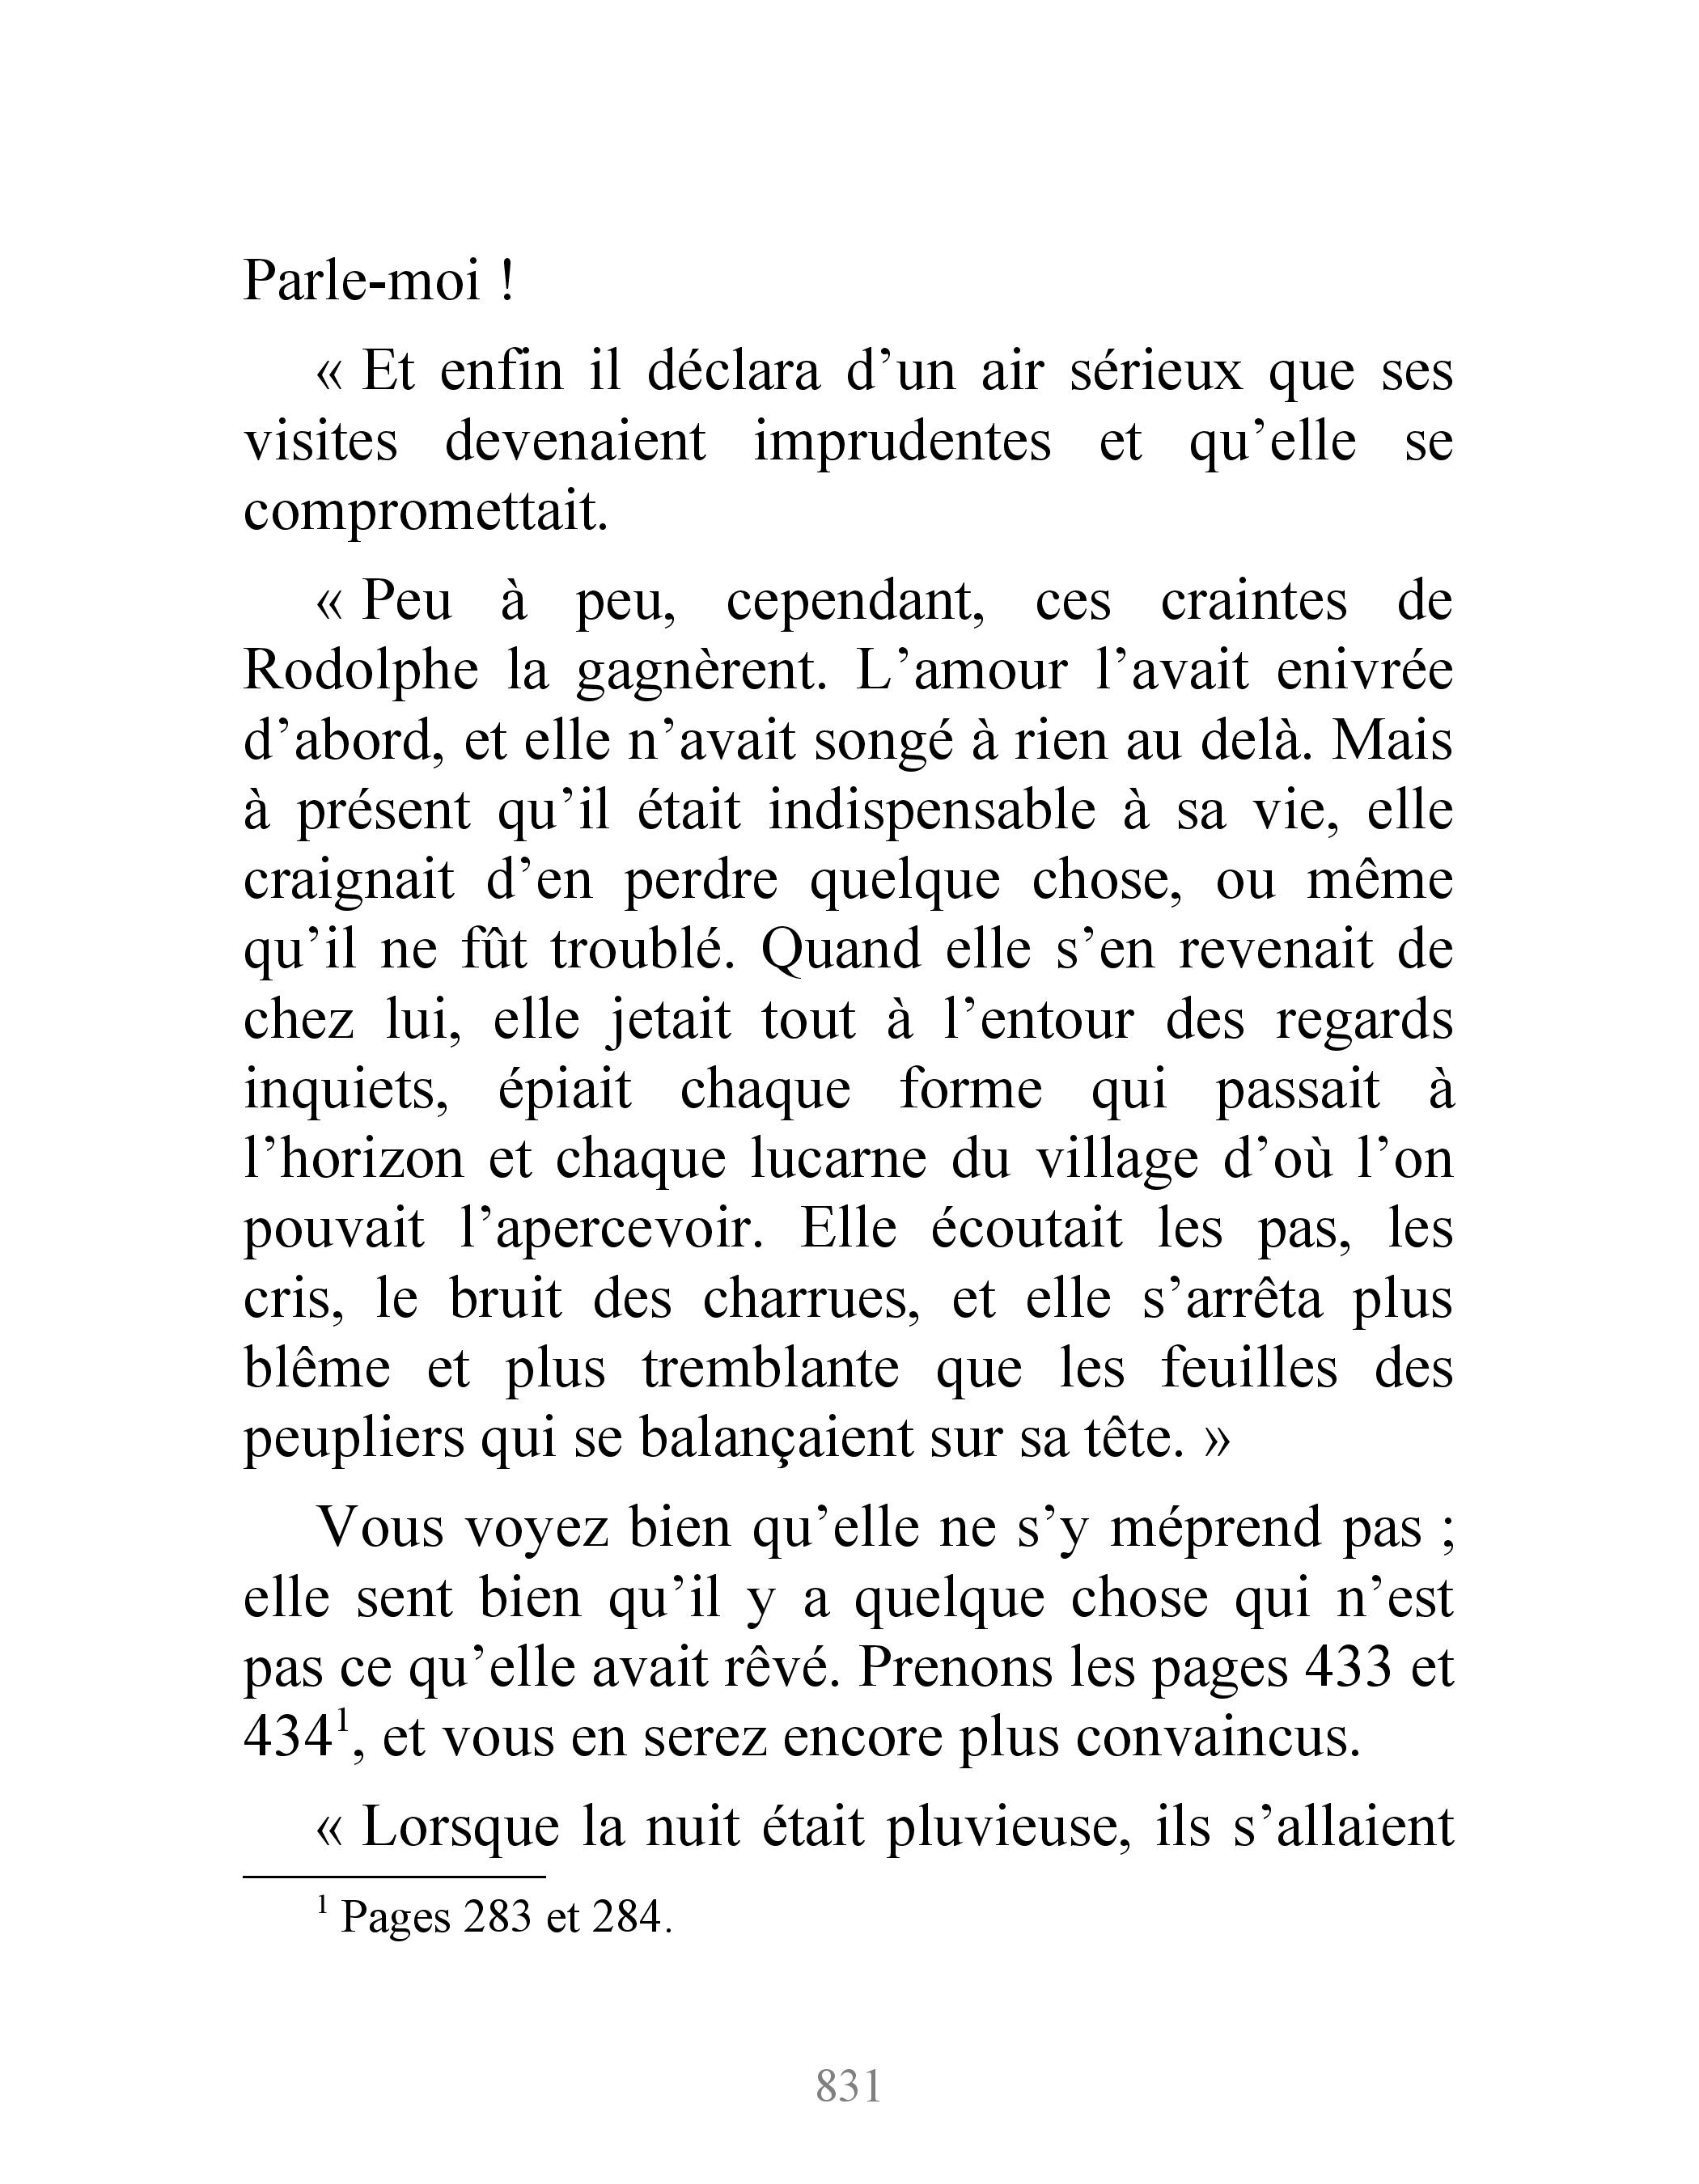 Parle-moi !
« Et enfin il déclara d’un air sérieux que ses
visites devenaient imprudentes et qu’elle se
compromettait.
« Peu à peu, cependant, ces craintes de
Rodolphe la gagnèrent. L’amour l’avait enivrée
d’abord, et elle n’avait songé à rien au delà. Mais
à présent qu’il était indispensable à sa vie, elle
craignait d’en perdre quelque chose, ou même
qu’il ne fût troublé. Quand elle s’en revenait de
chez lui, elle jetait tout à l’entour des regards
inquiets, épiait chaque forme qui passait à
l’horizon et chaque lucarne du village d’où l’on
pouvait l’apercevoir. Elle écoutait les pas, les
cris, le bruit des charrues, et elle s’arrêta plus
blême et plus tremblante que les feuilles des
peupliers qui se balançaient sur sa tête. »
Vous voyez bien qu’elle ne s’y méprend pas ;
elle sent bien qu’il y a quelque chose qui n’est
pas ce qu’elle avait rêvé. Prenons les pages 433 et
434¹, et vous en serez encore plus convaincus.
« Lorsque la nuit était pluvieuse, ils s’allaient
¹ Pages 283 et 284.
831